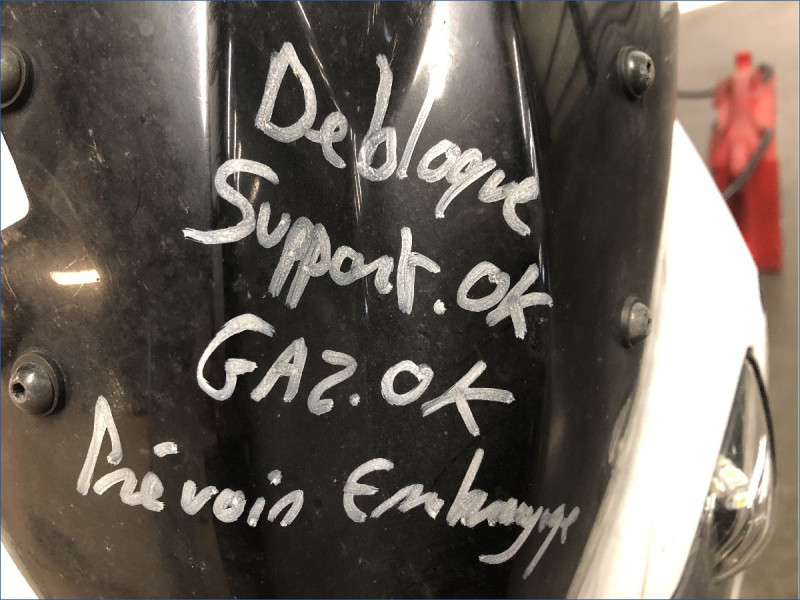 Debloque
Support. OK
GAZ. OK
Prévoir Embrayage